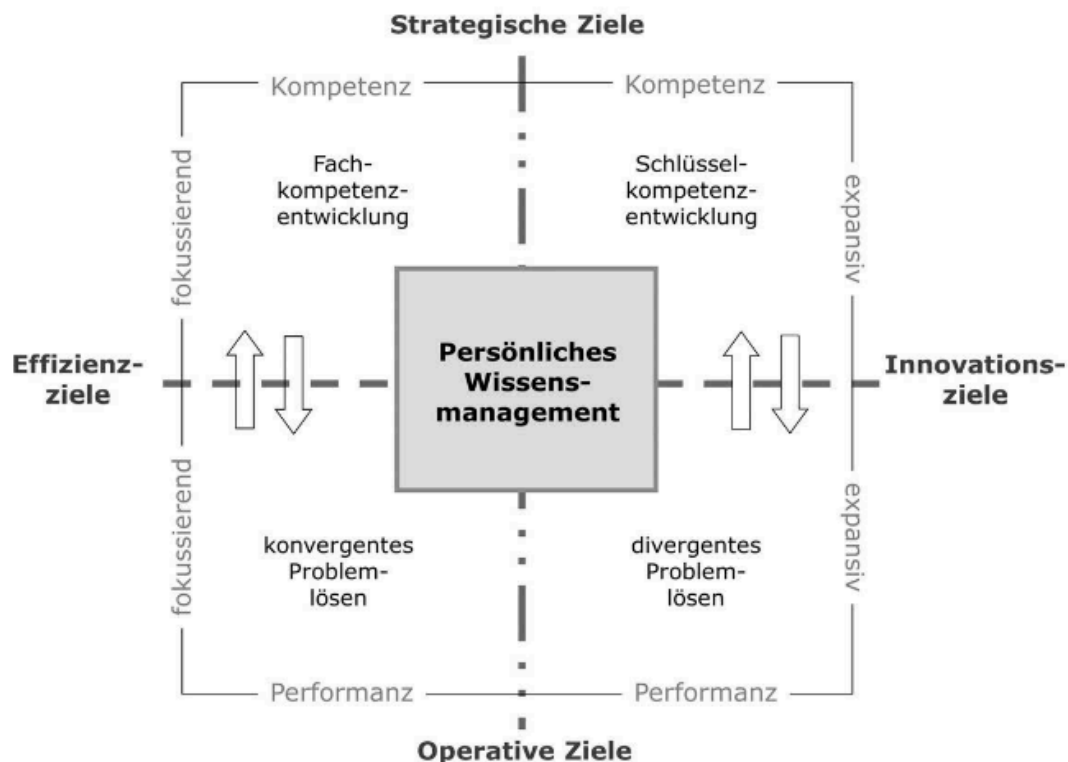 Strategische Ziele
Kompetenz
Kompetenz
fokussierend
Fach-
kompetenz-
entwicklung
Schlüssel-
kompetenz-
entwicklung
expansiv
Effizienz-
ziele
Persönliches
Wissens-
management
Innovations-
ziele
fokussierend
konvergentes
Problem-
lösen
divergentes
Problem-
lösen
expansiv
Performanz
Performanz
Operative Ziele